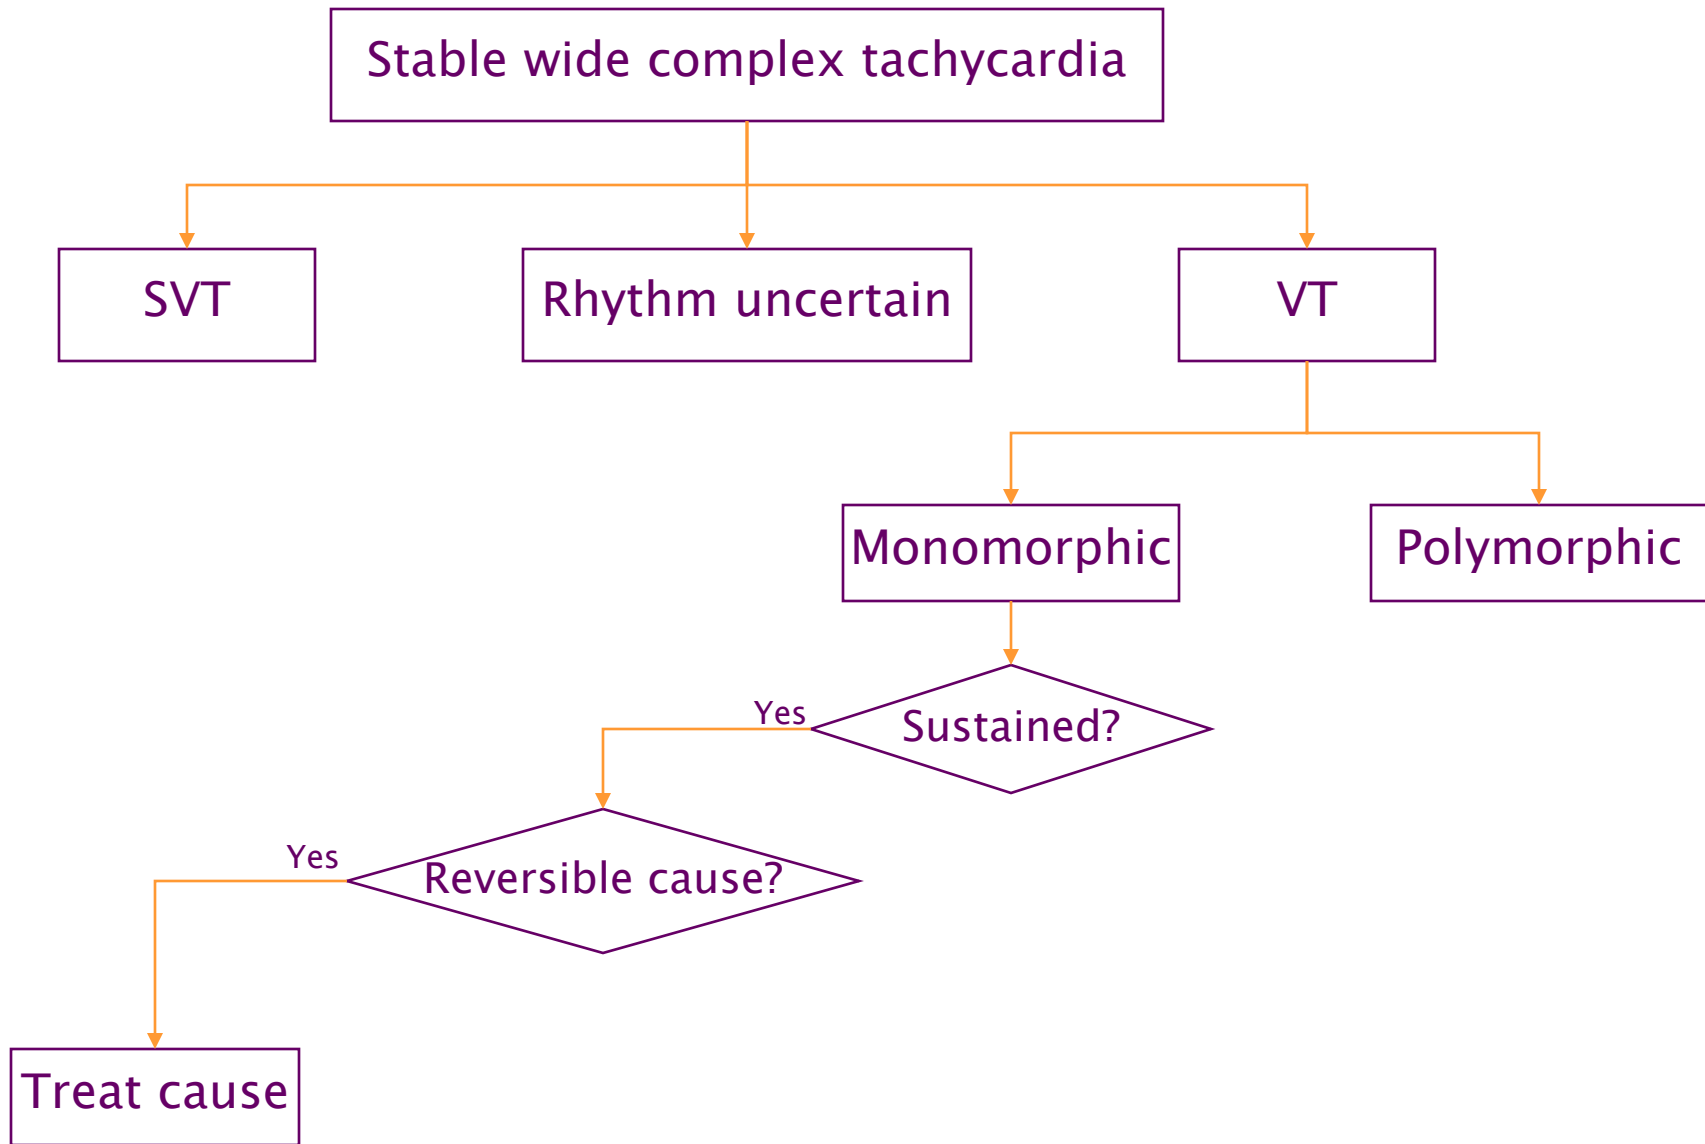 Stable wide complex tachycardia
SVT
Rhythm uncertain
VT
Monomorphic
Polymorphic
Sustained?
Yes
Reversible cause?
Yes
Treat cause